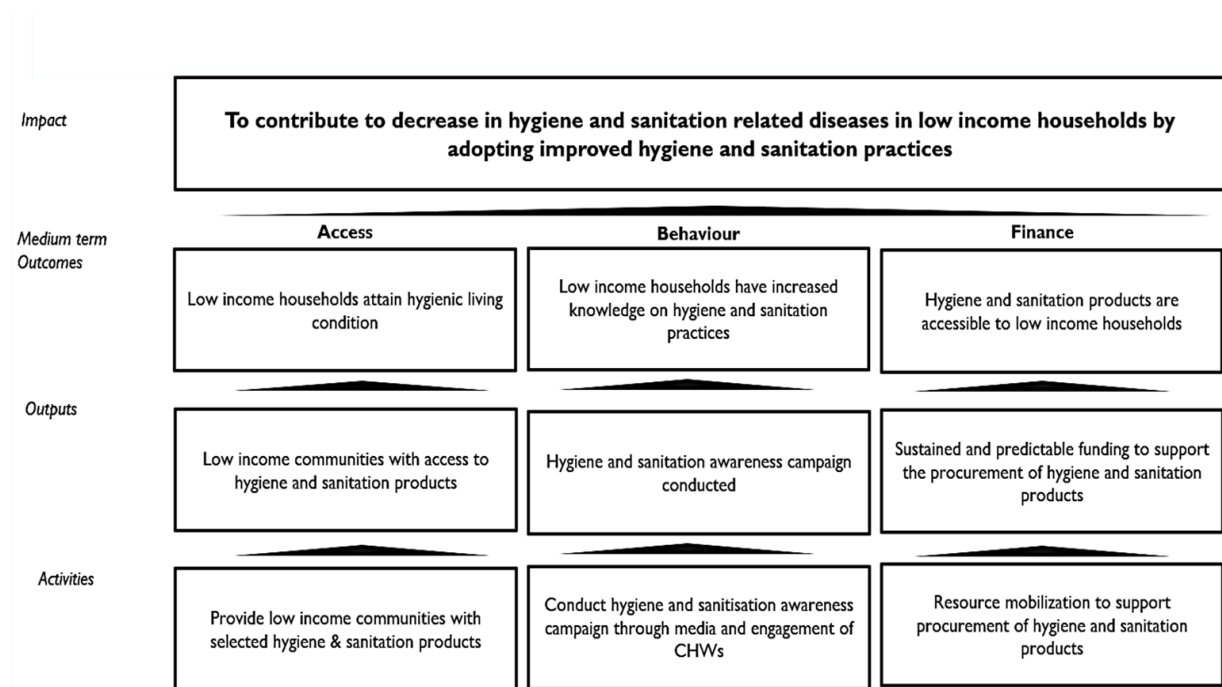 Impact
To contribute to decrease in hygiene and sanitation related diseases in low income households by
adopting improved hygiene and sanitation practices
Medium term
Outcomes
Access
Low income households attain hygienic living
condition
Behaviour
Low income households have increased
knowledge on hygiene and sanitation
practices
Finance
Hygiene and sanitation products are
accessible to low income households
Outputs
Low income communities with access to
hygiene and sanitation products
Hygiene and sanitation awareness campaign
conducted
Sustained and predictable funding to support
the procurement of hygiene and sanitation
products
Activities
Provide low income communities with
selected hygiene & sanitation products
Conduct hygiene and sanitisation awareness
campaign through media and engagement of
CHWs
Resource mobilization to support
procurement of hygiene and sanitation
products